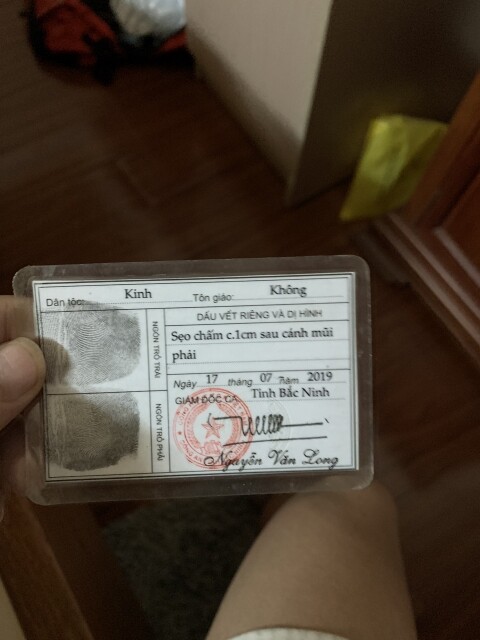 Dân tộc: Kinh Tôn giáo: Không
NGÓN TRỎ TRÁI
DẤU VẾT RIÊNG VÀ DỊ HÌNH
Sẹo chấm c.1cm sau cánh mũi
phải
Ngày 17 tháng 07 năm 2019
GIÁM ĐỐC CA Tỉnh Bắc Ninh
NGÓN TRỎ PHẢI
Nguyễn Văn Long